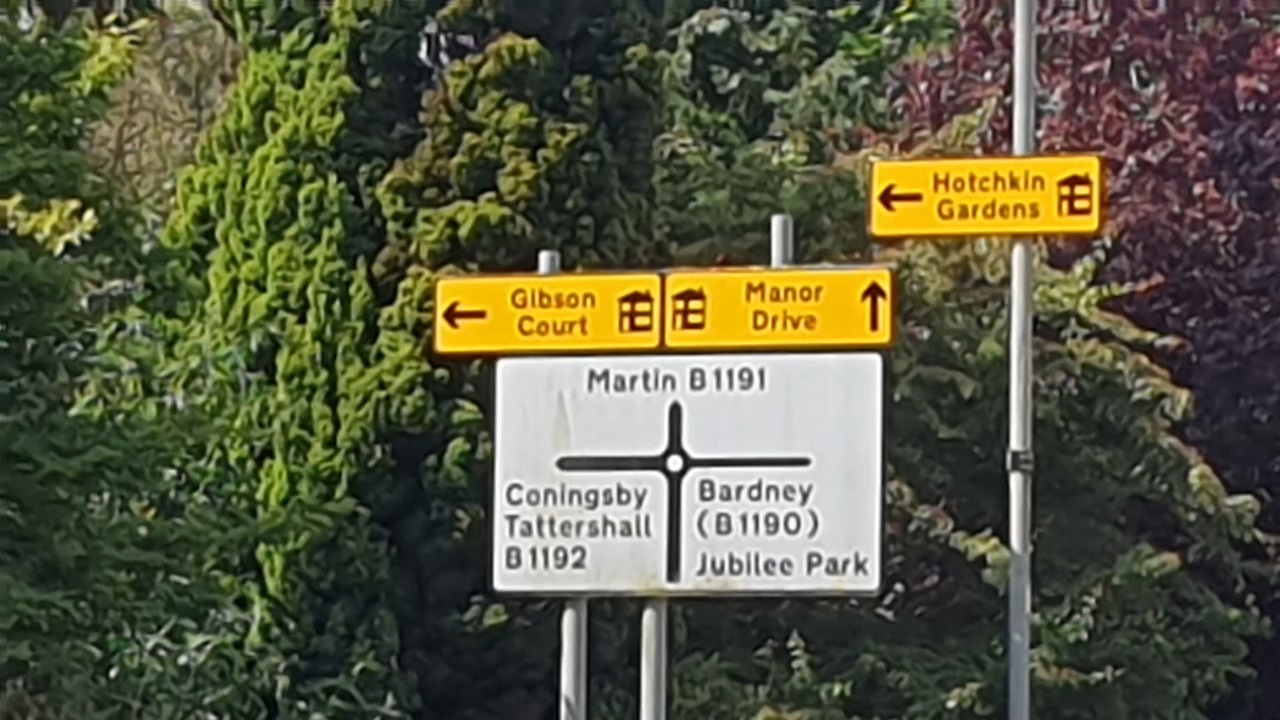 Hotchkin
Gardens
Gibson
Court
Manor
Drive
Martin B1191
Coningsby
Tattershall
B1192
Bardney
(B1190)
Jubilee Park